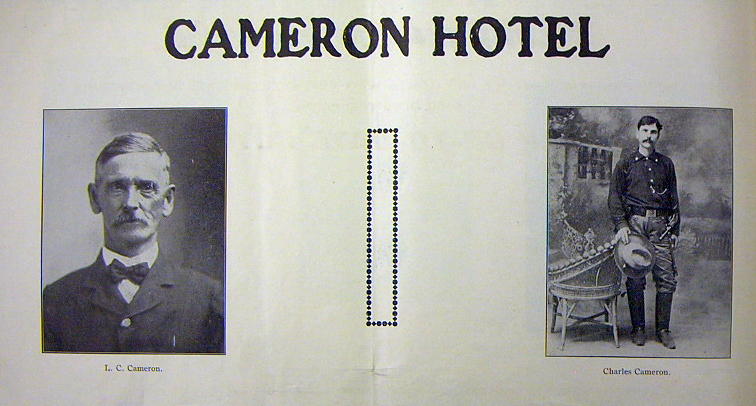 CAMERON HOTEL
L. C. Cameron.
Charles Cameron.